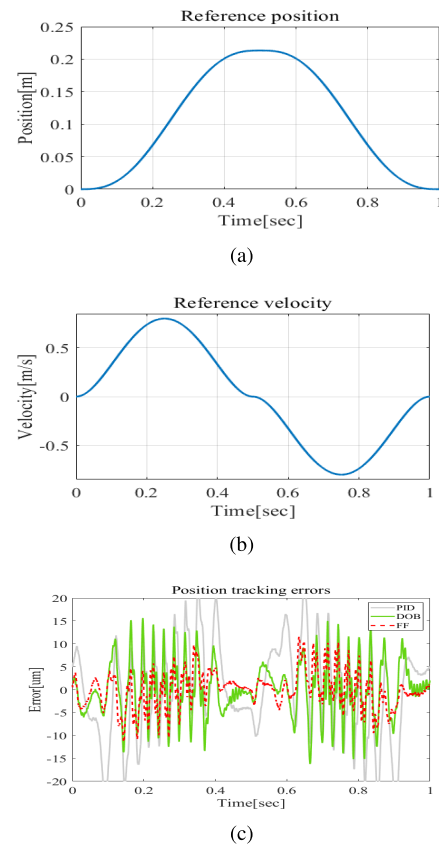 Reference position
0.25
0.2
0.15
0.1
0.05
0
Position[m]
0 0.2 0.4 0.6 0.8 1
Time[sec]
(a)
Reference velocity
0.5
0
-0.5
Velocity[m/s]
0 0.2 0.4 0.6 0.8 1
Time[sec]
(b)
Position tracking errors
20
15
10
5
0
-5
-10
-15
-20
Error[um]
PID
DOB
FF
0 0.2 0.4 0.6 0.8 1
Time[sec]
(c)